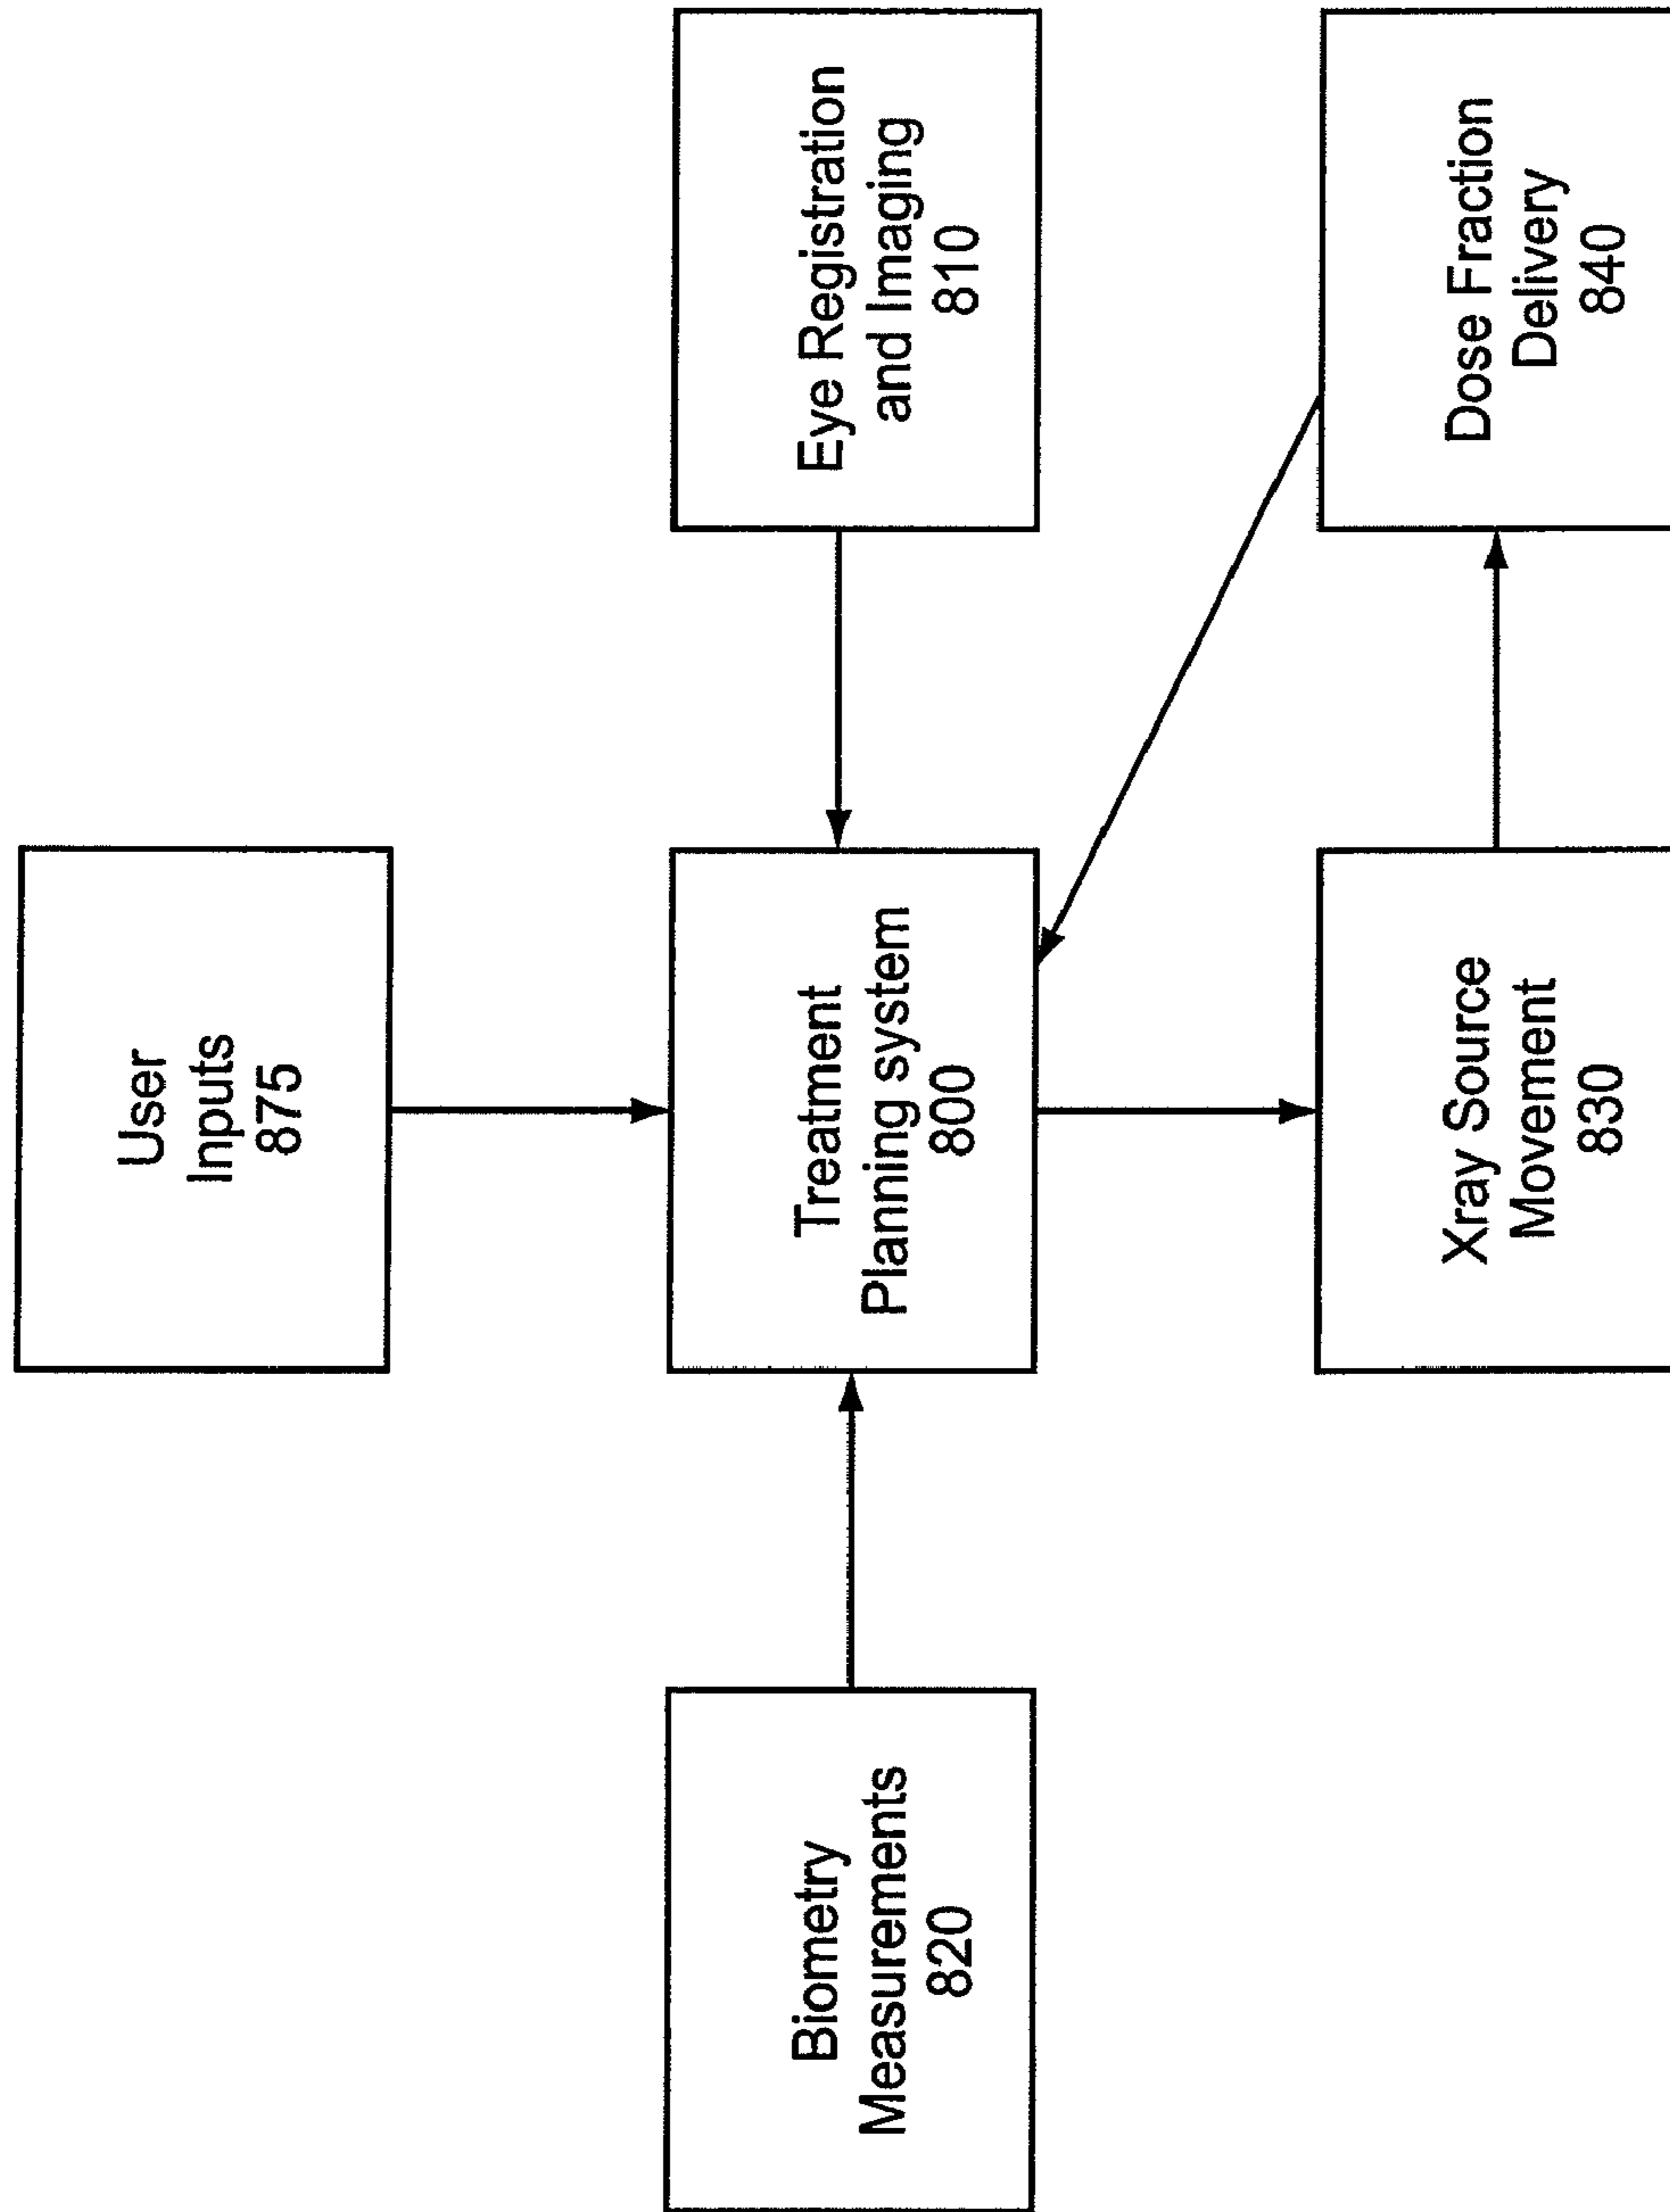 User
Inputs
875
Biometry
Measurements
820
Treatment
Planning system
800
Eye Registration
and Imaging
810
Xray Source
Movement
830
Dose Fraction
Delivery
840